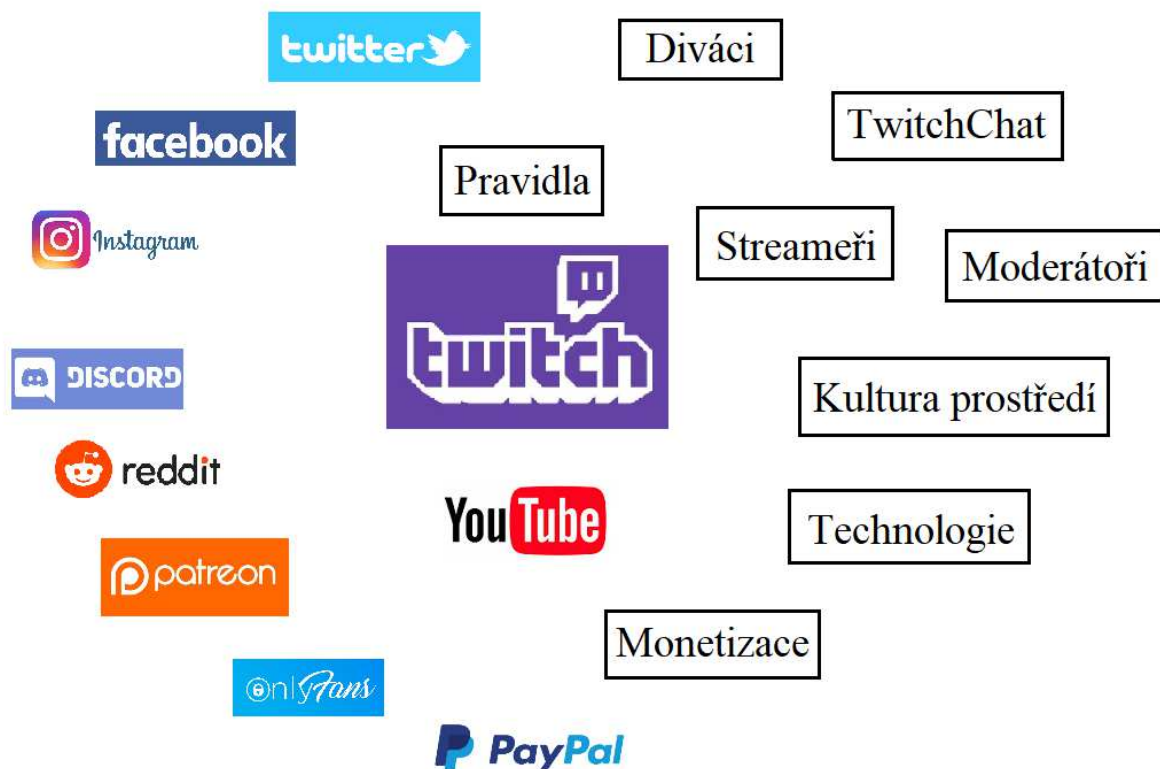 twitter
Diváci
TwitchChat
facebook
Pravidla
Instagram
Streameři
Moderátoři
twitch
DISCORD
Kultura prostředí
reddit
YouTube
Technologie
patreon
Monetizace
OnlyFans
PayPal